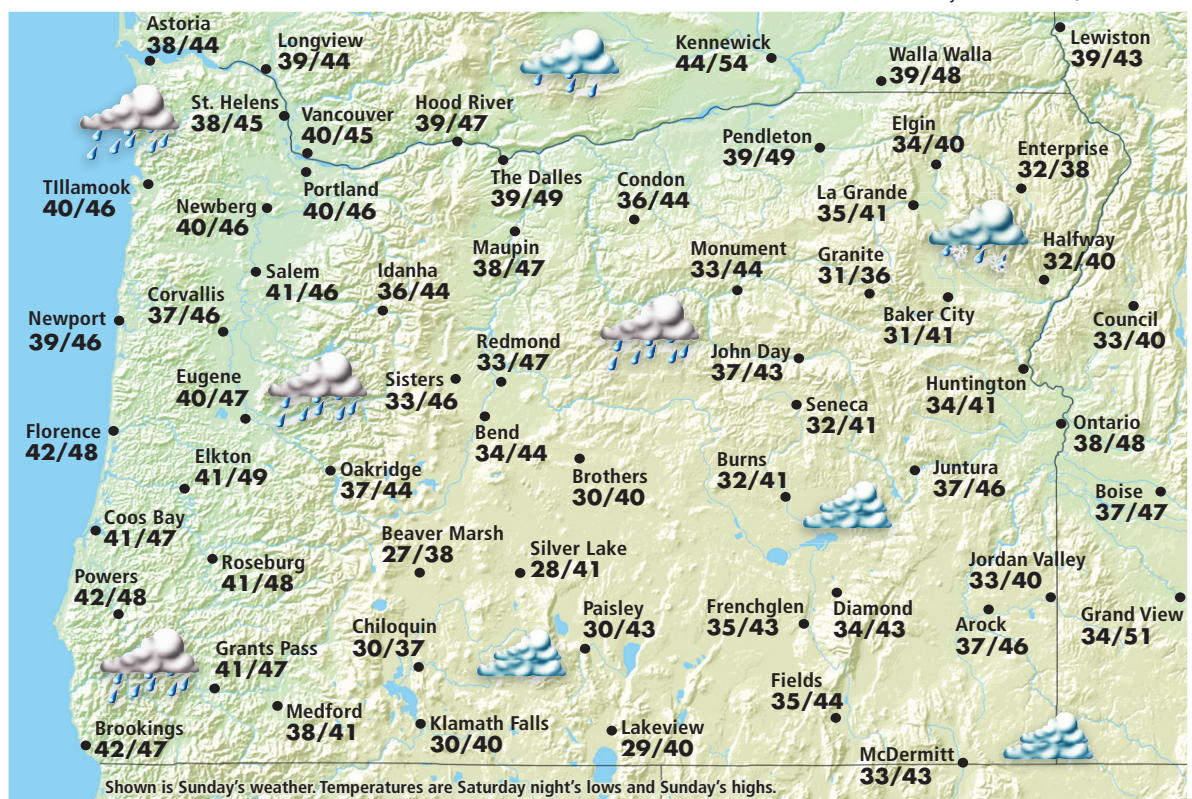 Astoria
38/44
Longview
39/44
Kennewick
44/54
Walla Walla
39/48
Lewiston
39/43
St. Helens
38/45
Vancouver
40/45
Hood River
39/47
Pendleton
39/49
Elgin
34/40
Enterprise
32/38
TIllamook
40/46
Newberg
40/46
Portland
40/46
The Dalles
39/49
Condon
36/44
La Grande
35/41
Maupin
38/47
Monument
33/44
Granite
31/36
Halfway
32/40
Salem
41/46
Idanha
36/44
Corvallis
37/46
Newport
39/46
Baker City
31/41
Council
33/40
Redmond
33/47
John Day
37/43
Eugene
40/47
Sisters
33/46
Huntington
34/41
Seneca
32/41
Florence
42/48
Bend
34/44
Ontario
38/48
Elkton
41/49
Oakridge
37/44
Brothers
30/40
Burns
32/41
Juntura
37/46
Boise
37/47
Coos Bay
41/47
Beaver Marsh
27/38
Silver Lake
28/41
Roseburg
41/48
Jordan Valley
33/40
Powers
42/48
Paisley
30/43
Frenchglen
35/43
Diamond
34/43
Arock
37/46
Grand View
34/51
Chiloquin
30/37
Grants Pass
41/47
Fields
35/44
Medford
38/41
Klamath Falls
30/40
Lakeview
29/40
Brookings
42/47
McDermitt
33/43
Shown is Sunday's weather. Temperatures are Saturday night's lows and Sunday's highs.